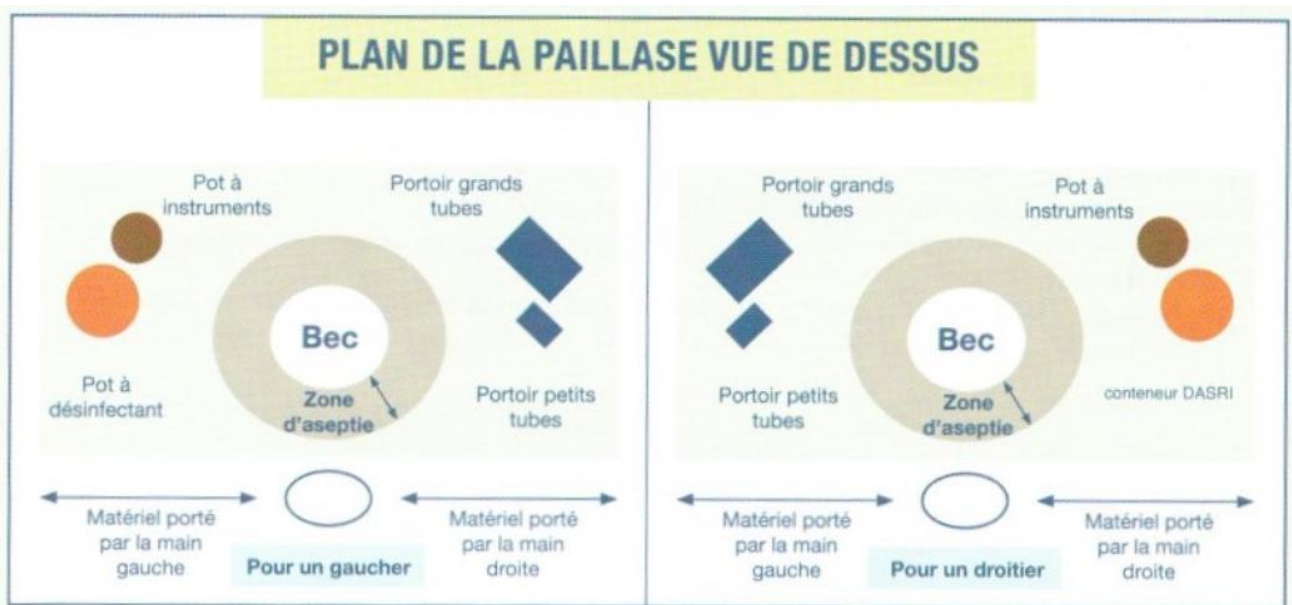 PLAN DE LA PAILLASE VUE DE DESSUS
Pot à
instruments
Portoir grands
tubes
Bec
Zone
d'aseptie
Pot à
désinfectant
Portoir petits
tubes
Matériel porté
par la main
gauche
Pour un gaucher
Matériel porté
par la main
droite
Portoir grands
tubes
Pot à
instruments
Bec
Zone
d'aseptie
Portoir petits
tubes
conteneur DASRI
Matériel porté
par la main
gauche
Pour un droitier
Matériel porté
par la main
droite